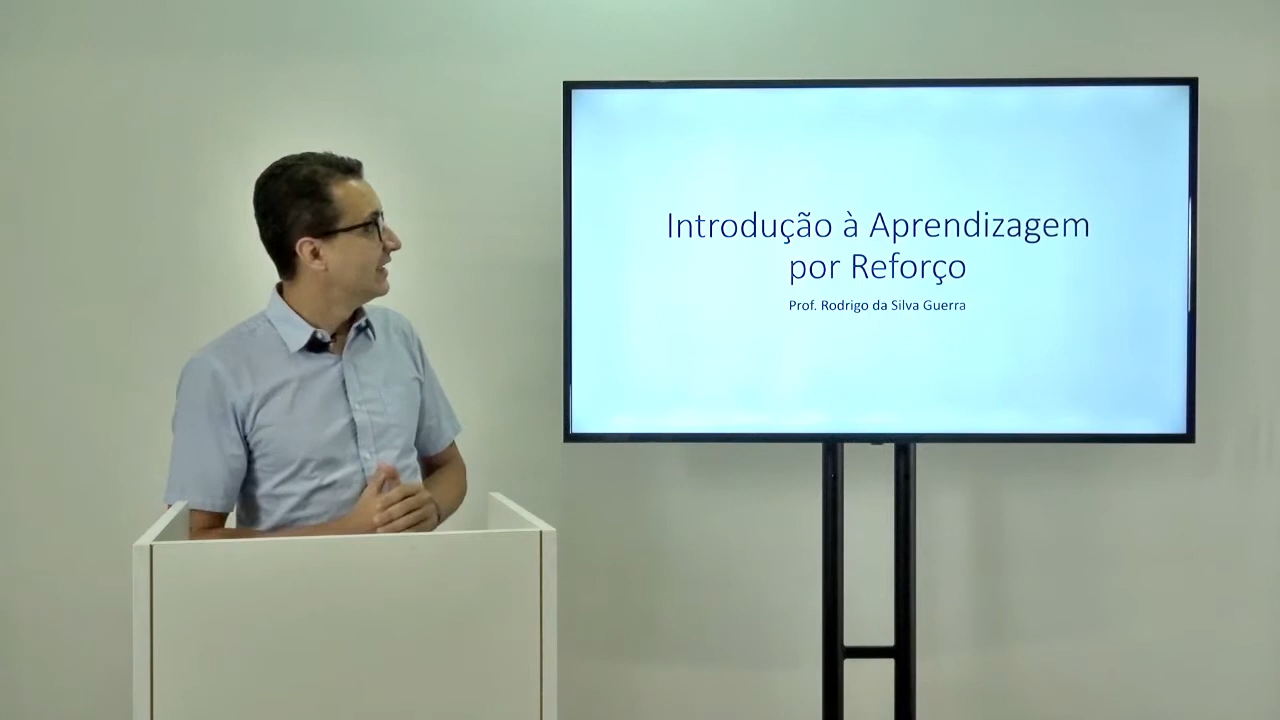 Introdução à Aprendizagem
por Reforço
Prof. Rodrigo da Silva Guerra